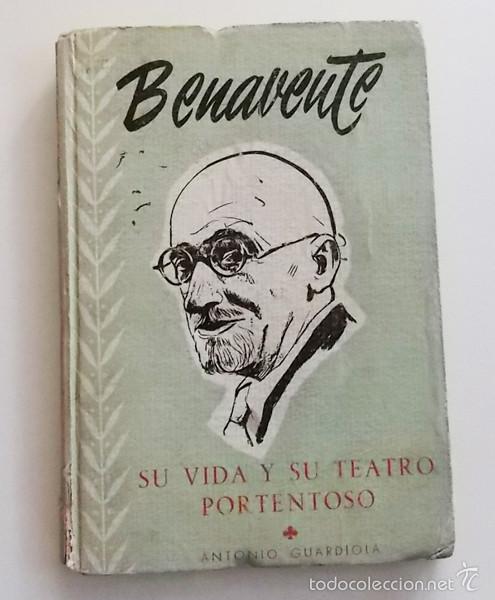 Benavente
SU VIDA Y SU TEATRO
PORTENTOSO
ANTONIO GUARDIOLA
todocoleccion.net